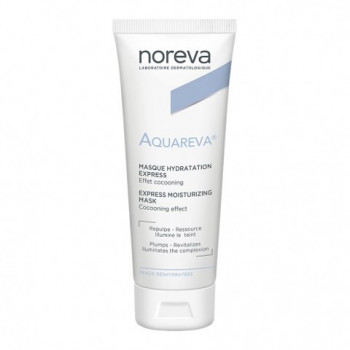 noreva
LABORATOIRE DERMATOLOGIQUE
AQUAREVA®
MASQUE HYDRATATION
EXPRESS
Effet cocooning
EXPRESS MOISTURIZING
MASK
Cocooning effect
Repulpe - Ressource
Illumine le teint
Plumps - Revitalizes
Illuminates the complexion
PEAUX DÉSHYDRATÉES